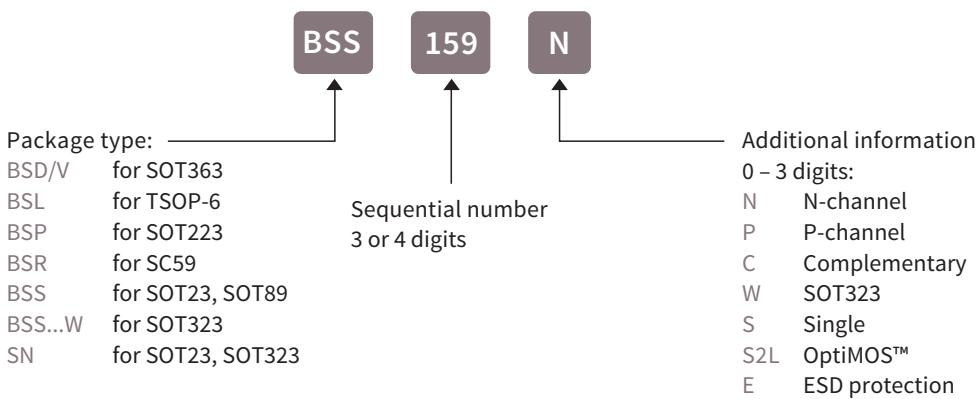 BSS 159 N
Package type:
BSD/V for SOT363
BSL for TSOP-6
BSP for SOT223
BSR for SC59
BSS for SOT23, SOT89
BSS...W for SOT323
SN for SOT23, SOT323
Sequential number
3 or 4 digits
Additional information
0 – 3 digits:
N N-channel
P P-channel
C Complementary
W SOT323
S Single
S2L OptiMOS™
E ESD protection